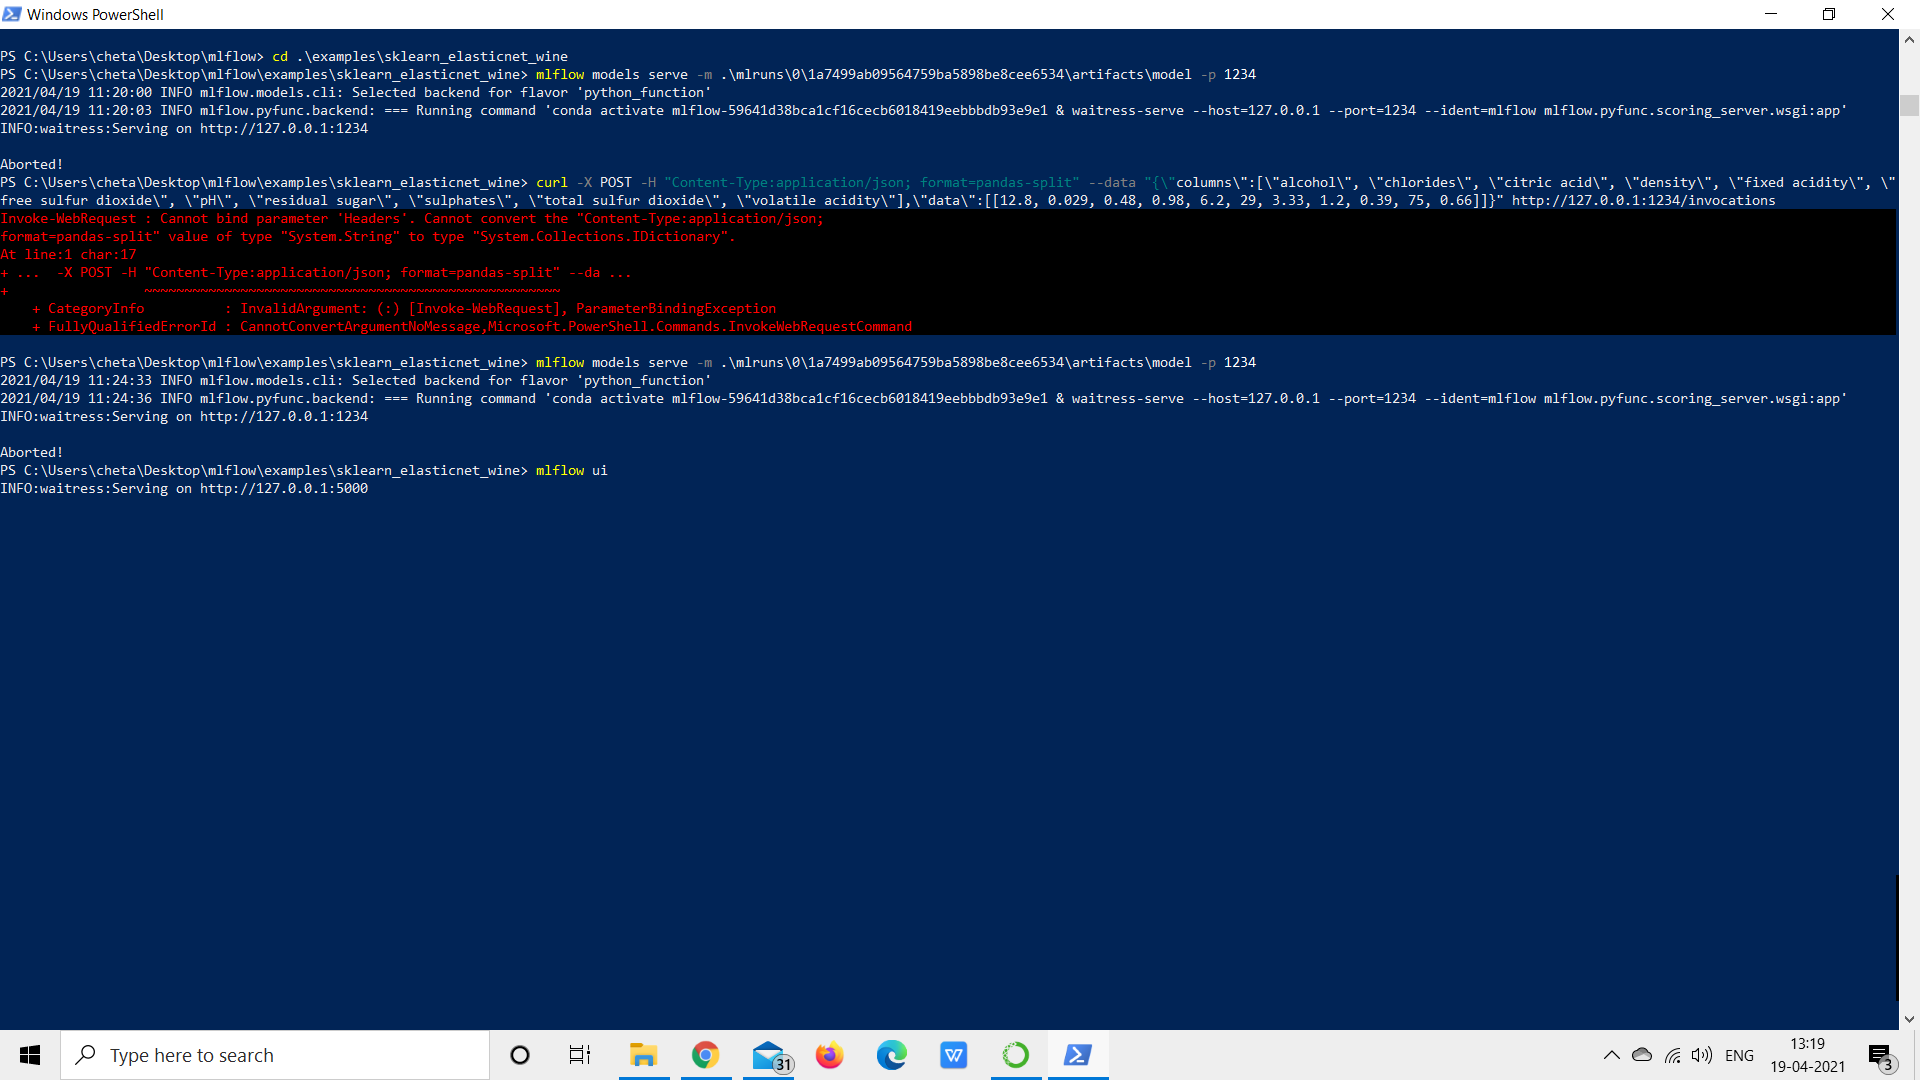 Windows PowerShell
PS C:\Users\cheta\Desktop\mlflow> cd .\examples\sklearn_elasticnet_wine
PS C:\Users\cheta\Desktop\mlflow\examples\sklearn_elasticnet_wine> mlflow models serve -m .\mlruns\0\1a7499ab09564759ba5898be8cee6534\artifacts\model -p 1234
2021/04/19 11:20:00 INFO mlflow.models.cli: Selected backend for flavor 'python_function'
2021/04/19 11:20:03 INFO mlflow.pyfunc.backend: === Running command 'conda activate mlflow-59641d38bca1cf16cecb6018419eebbbdb93e9e1 & waitress-serve --host=127.0.0.1 --port=1234 --ident=mlflow mlflow.pyfunc.scoring_server.wsgi:app'
INFO:waitress:Serving on http://127.0.0.1:1234
Aborted!
PS C:\Users\cheta\Desktop\mlflow\examples\sklearn_elasticnet_wine> curl -X POST -H "Content-Type:application/json; format=pandas-split" --data "{\"columns\":[\"alcohol\", \"chlorides\", \"citric acid\", \"density\", \"fixed acidity\", \"
free sulfur dioxide\", \"pH\", \"residual sugar\", \"sulphates\", \"total sulfur dioxide\", \"volatile acidity\"],\"data\":[[12.8, 0.029, 0.48, 0.98, 6.2, 29, 3.33, 1.2, 0.39, 75, 0.66]]}" http://127.0.0.1:1234/invocations
Invoke-WebRequest : Cannot bind parameter 'Headers'. Cannot convert the "Content-Type:application/json;
format=pandas-split" value of type "System.String" to type "System.Collections.IDictionary".
At line:1 char:17
+ ...  -X POST -H "Content-Type:application/json; format=pandas-split" --da ...
+                 ~~~~~~~~~~~~~~~~~~~~~~~~~~~~~~~~~~~~~~~~~~~~~~~~~~~~
    + CategoryInfo          : InvalidArgument: (:) [Invoke-WebRequest], ParameterBindingException
    + FullyQualifiedErrorId : CannotConvertArgumentNoMessage,Microsoft.PowerShell.Commands.InvokeWebRequestCommand
PS C:\Users\cheta\Desktop\mlflow\examples\sklearn_elasticnet_wine> mlflow models serve -m .\mlruns\0\1a7499ab09564759ba5898be8cee6534\artifacts\model -p 1234
2021/04/19 11:24:33 INFO mlflow.models.cli: Selected backend for flavor 'python_function'
2021/04/19 11:24:36 INFO mlflow.pyfunc.backend: === Running command 'conda activate mlflow-59641d38bca1cf16cecb6018419eebbbdb93e9e1 & waitress-serve --host=127.0.0.1 --port=1234 --ident=mlflow mlflow.pyfunc.scoring_server.wsgi:app'
INFO:waitress:Serving on http://127.0.0.1:1234
Aborted!
PS C:\Users\cheta\Desktop\mlflow\examples\sklearn_elasticnet_wine> mlflow ui
INFO:waitress:Serving on http://127.0.0.1:5000
Type here to search
31
W
ENG
13:19
19-04-2021
3